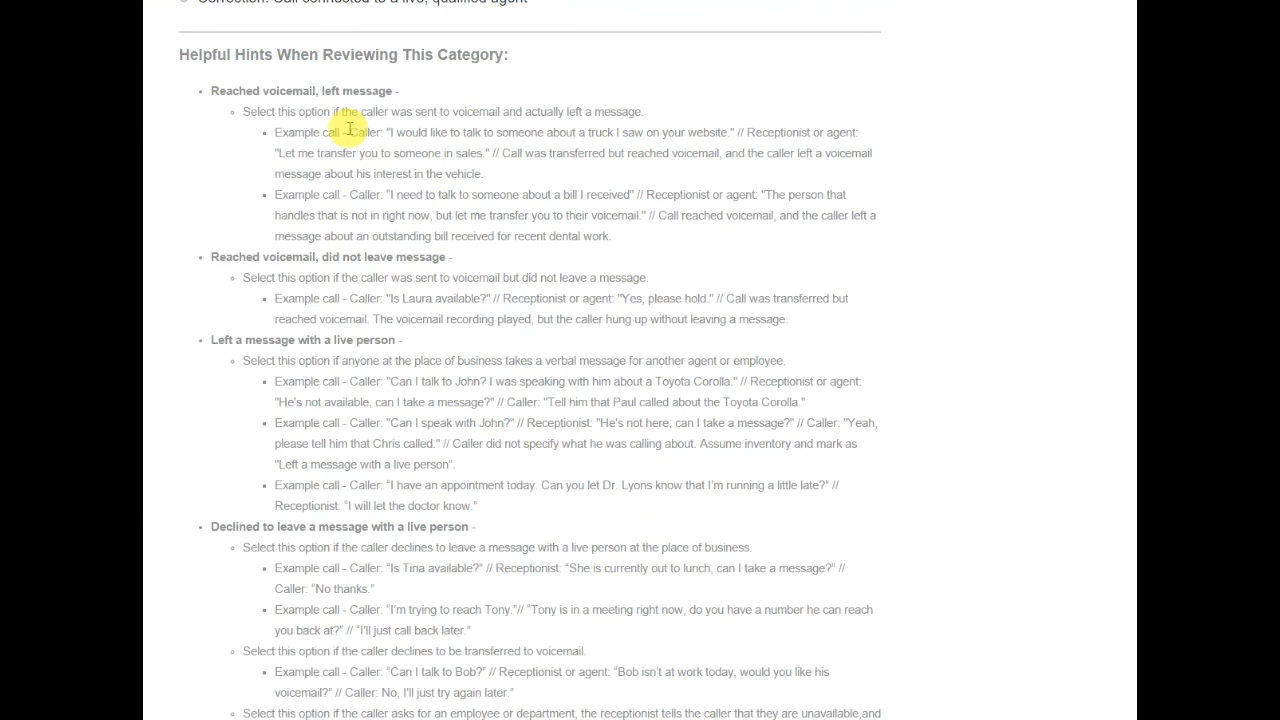 Correction: Call connected to a live, qualified agent
Helpful Hints When Reviewing This Category:
Reached voicemail, left message -
Select this option if the caller was sent to voicemail and actually left a message.
Example call - Caller: "I would like to talk to someone about a truck I saw on your website." // Receptionist or agent:
"Let me transfer you to someone in sales." // Call was transferred but reached voicemail, and the caller left a voicemail
message about his interest in the vehicle.
Example call - Caller: "I need to talk to someone about a bill I received" // Receptionist or agent: "The person that
handles that is not in right now, but let me transfer you to their voicemail." // Call reached voicemail, and the caller left a
message about an outstanding bill received for recent dental work.
Reached voicemail, did not leave message -
Select this option if the caller was sent to voicemail but did not leave a message.
Example call - Caller: "Is Laura available?" // Receptionist or agent: "Yes, please hold." // Call was transferred but
reached voicemail. The voicemail recording played, but the caller hung up without leaving a message.
Left a message with a live person -
Select this option if anyone at the place of business takes a verbal message for another agent or employee.
Example call - Caller: "Can I talk to John? I was speaking with him about a Toyota Corolla." // Receptionist or agent:
"He's not available, can I take a message?" // Caller: "Tell him that Paul called about the Toyota Corolla."
Example call - Caller: "Can I speak with John?" // Receptionist: "He's not here, can I take a message?" // Caller: "Yeah,
please tell him that Chris called." // Caller did not specify what he was calling about. Assume inventory and mark as
"Left a message with a live person".
Example call - Caller: “I have an appointment today. Can you let Dr. Lyons know that I’m running a little late?” //
Receptionist: “I will let the doctor know.”
Declined to leave a message with a live person -
Select this option if the caller declines to leave a message with a live person at the place of business.
Example call - Caller: “Is Tina available?” // Receptionist: “She is currently out to lunch, can I take a message?” //
Caller: “No thanks.”
Example call - Caller: “I’m trying to reach Tony.”// “Tony is in a meeting right now, do you have a number he can reach
you back at?” // “I’ll just call back later.”
Select this option if the caller declines to be transferred to voicemail.
Example call - Caller: “Can I talk to Bob?” // Receptionist or agent: “Bob isn’t at work today, would you like his
voicemail?” // Caller: No, I’ll just try again later.”
Select this option if the caller asks for an employee or department, the receptionist tells the caller that they are unavailable,and